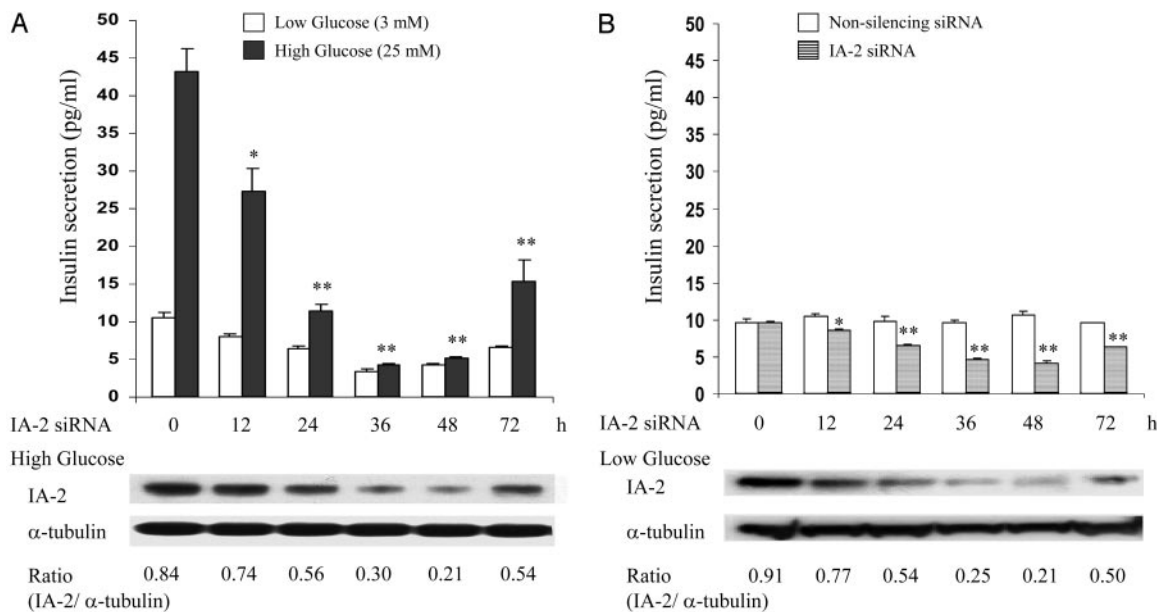 A
Low Glucose (3 mM)
High Glucose (25 mM)
Insulin secretion (pg/ml)
50
45
40
35
30
25
20
15
10
5
0
*
**
**
**
**
IA-2 siRNA 0 12 24 36 48 72 h
High Glucose
IA-2
α-tubulin
Ratio 0.84 0.74 0.56 0.30 0.21 0.54
(IA-2/ α-tubulin)
B
Non-silencing siRNA
IA-2 siRNA
Insulin secretion (pg/ml)
50
45
40
35
30
25
20
15
10
5
0
*
**
**
**
**
IA-2 siRNA 0 12 24 36 48 72 h
Low Glucose
IA-2
α-tubulin
Ratio 0.91 0.77 0.54 0.25 0.21 0.50
(IA-2/ α-tubulin)